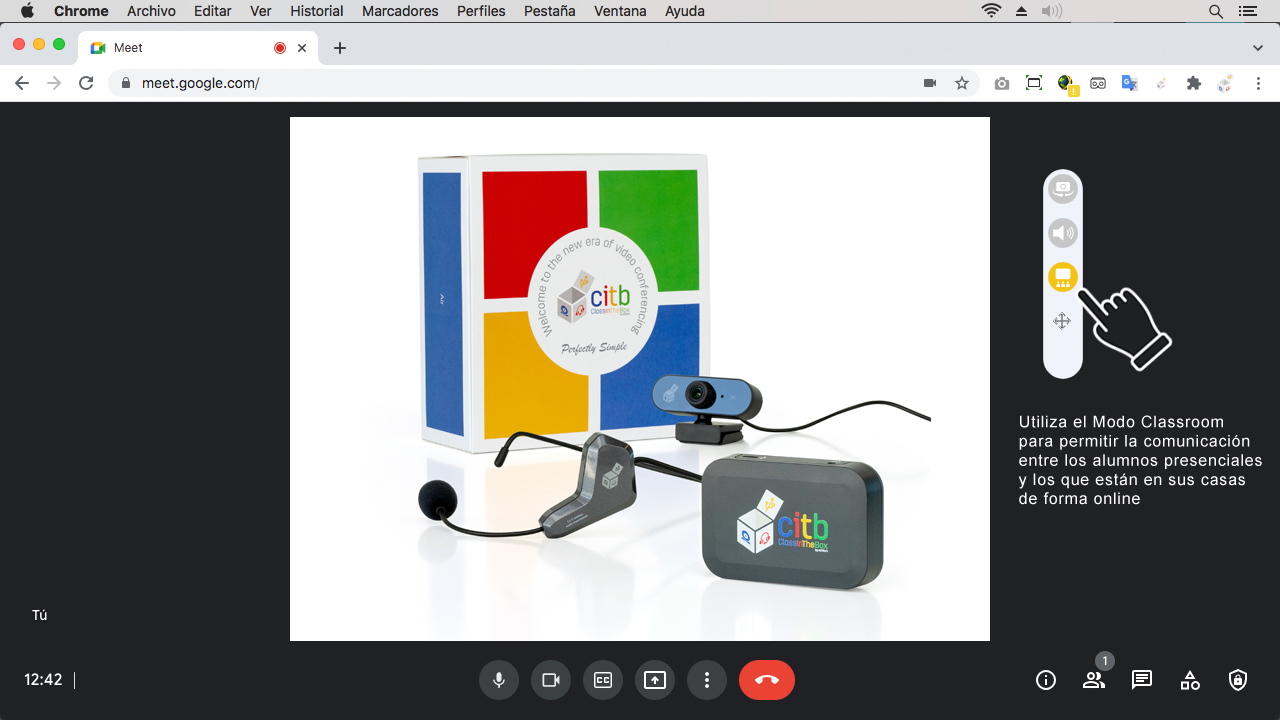 Chrome Archivo Editar Ver Historial Marcadores Perfiles Pestaña Ventana Ayuda
Meet
meet.google.com/
Welcome to the new era of video conferencing
citb
ClassInTheBox
Perfectly Simple
Air
citb
ClassInTheBox
Utiliza el Modo Classroom
para permitir la comunicación
entre los alumnos presenciales
y los que están en sus casas
de forma online
Tú
12:42
CC
1